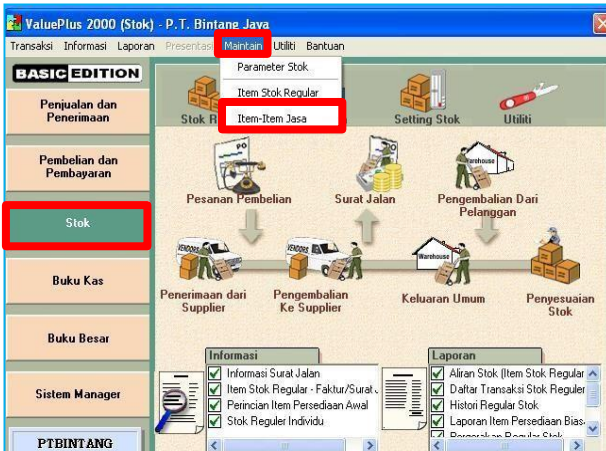 ValuePlus 2000 (Stok) - P.T. Bintang Jaya
Transaksi Informasi Laporan Presentasi Maintain Utiliti Bantuan
BASIC EDITION
Parameter Stok
Item Stok Regular
Item-Item Jasa
Stok R
Setting Stok
Utiliti
Penjualan dan
Penerimaan
Pembelian dan
Pembayaran
Stok
Buku Kas
Buku Besar
Sistem Manager
PTBINTANG
PO
Warehouse
Pesanan Pembelian
Surat Jalan
Pengembalian Dari
Pelanggan
VENDORS
VENDORS
Warehouse
Penerimaan dari
Supplier
Pengembalian
Ke Supplier
Keluaran Umum
Penyesuaian
Stok
Informasi
Informasi Surat Jalan
Item Stok Regular - Faktur/Surat
Perincian Item Persediaan Awal
Stok Reguler Individu
Laporan
Aliran Stok (Item Stok Regular
Daftar Transaksi Stok Reguler
Histori Regular Stok
Laporan Item Persediaan Bias
Pergerakan Regular Stok